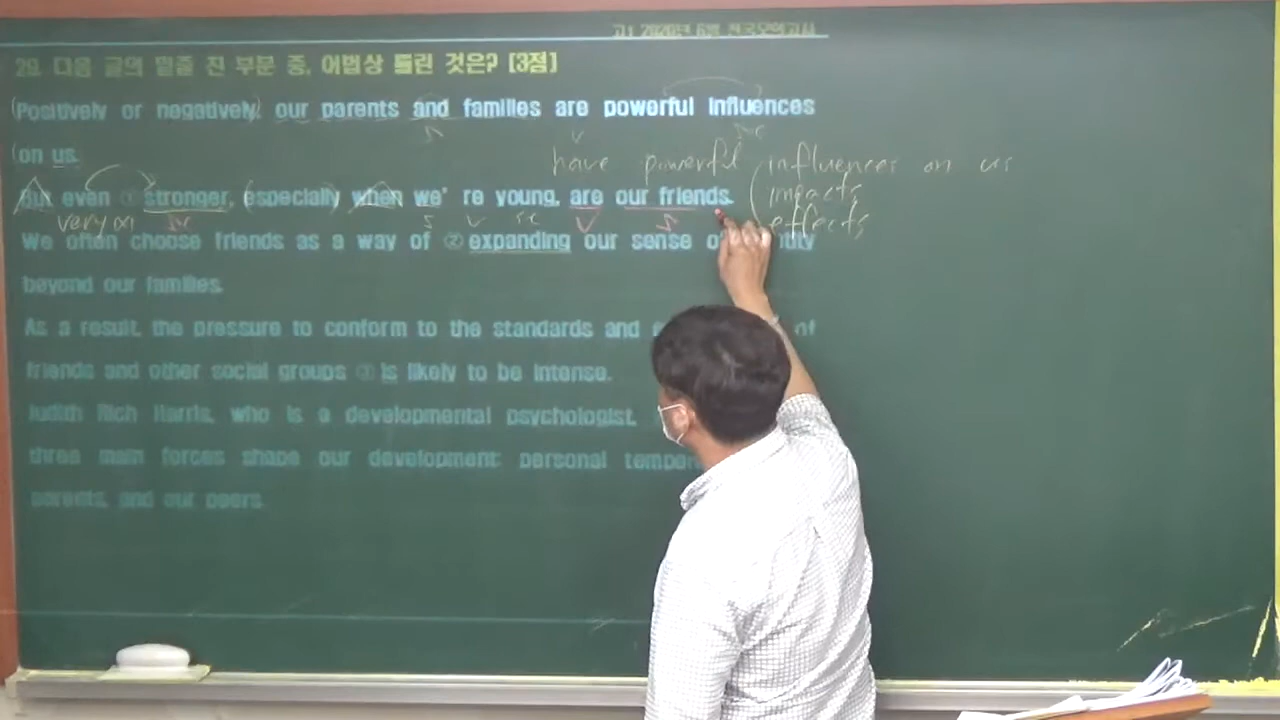 고1 2020년 6월 전국모의고사
29. 다음 글의 밑줄 친 부분 중, 어법상 틀린 것은? [3점]
(Positively or negatively) our parents and families are powerful influences
S
V
SC
(on us.
have powerful influences on us
But even ① stronger, (especially) when we're young, are our friends.
impacts
very
SC
S
V
SC
V
S
effects
We often choose friends as a way of ② expanding our sense
beyond our families.
As a result, the pressure to conform to the standards and of
friends and other social groups ③ is likely to be intense.
Judith Rich Harris, who is a developmental psychologist,
three main forces shape our development: personal
parents, and our peers.